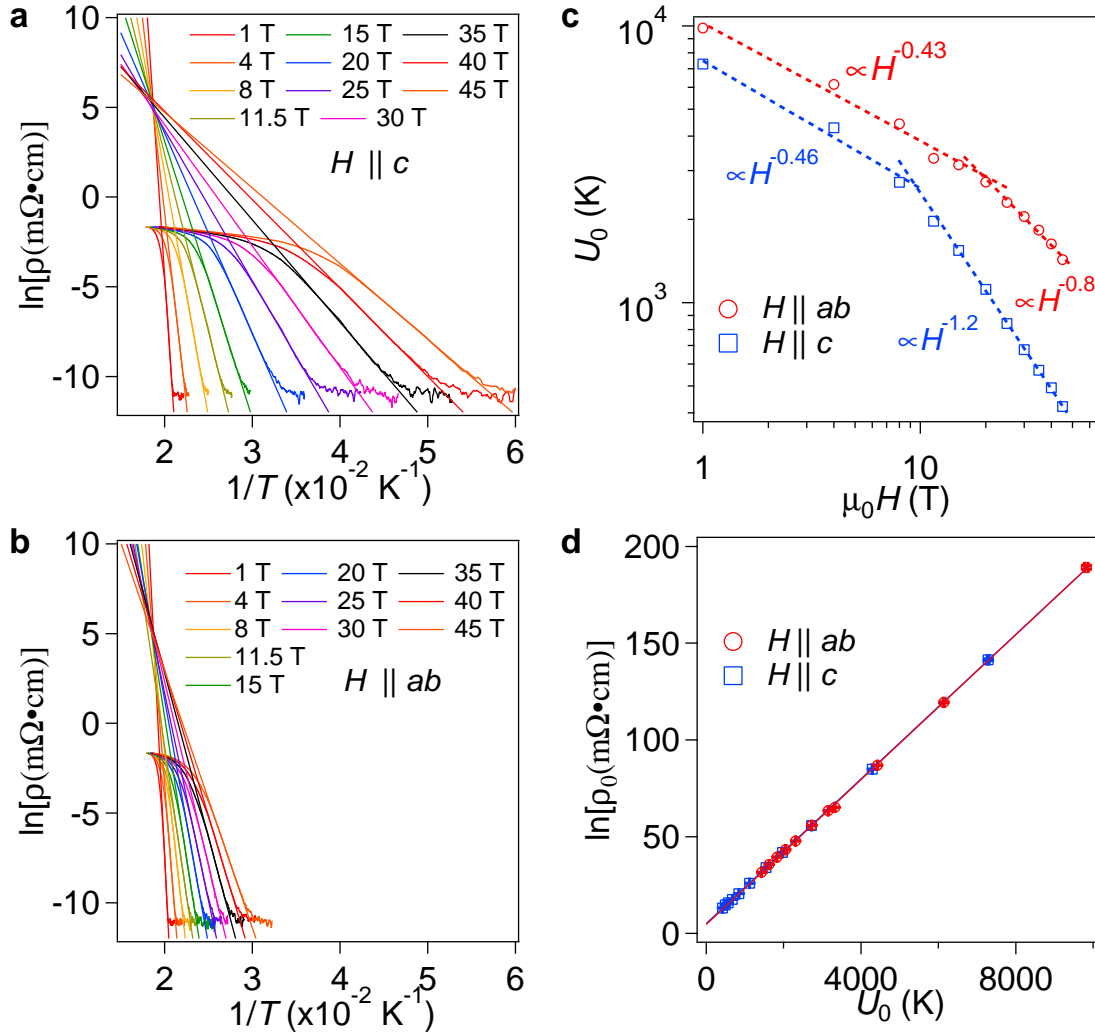 a
10
5
0
-5
-10
ln[ρ(mΩ•cm)]
1 T 15 T 35 T
4 T 20 T 40 T
8 T 25 T 45 T
11.5 T 30 T
H || c
2 3 4 5 6
1/T (x10⁻² K⁻¹)
b
10
5
0
-5
-10
ln[ρ(mΩ•cm)]
1 T 20 T 35 T
4 T 25 T 40 T
8 T 30 T 45 T
11.5 T
15 T
H || ab
2 3 4 5 6
1/T (x10⁻² K⁻¹)
c
10⁴
10³
U₀ (K)
∝H⁻⁰·⁴³
∝H⁻⁰·⁴⁶
∝H⁻⁰·⁸
∝H⁻¹·²
H || ab
H || c
1 10
μ₀H (T)
d
200
150
100
50
0
ln[ρ₀(mΩ•cm)]
H || ab
H || c
0 4000 8000
U₀ (K)